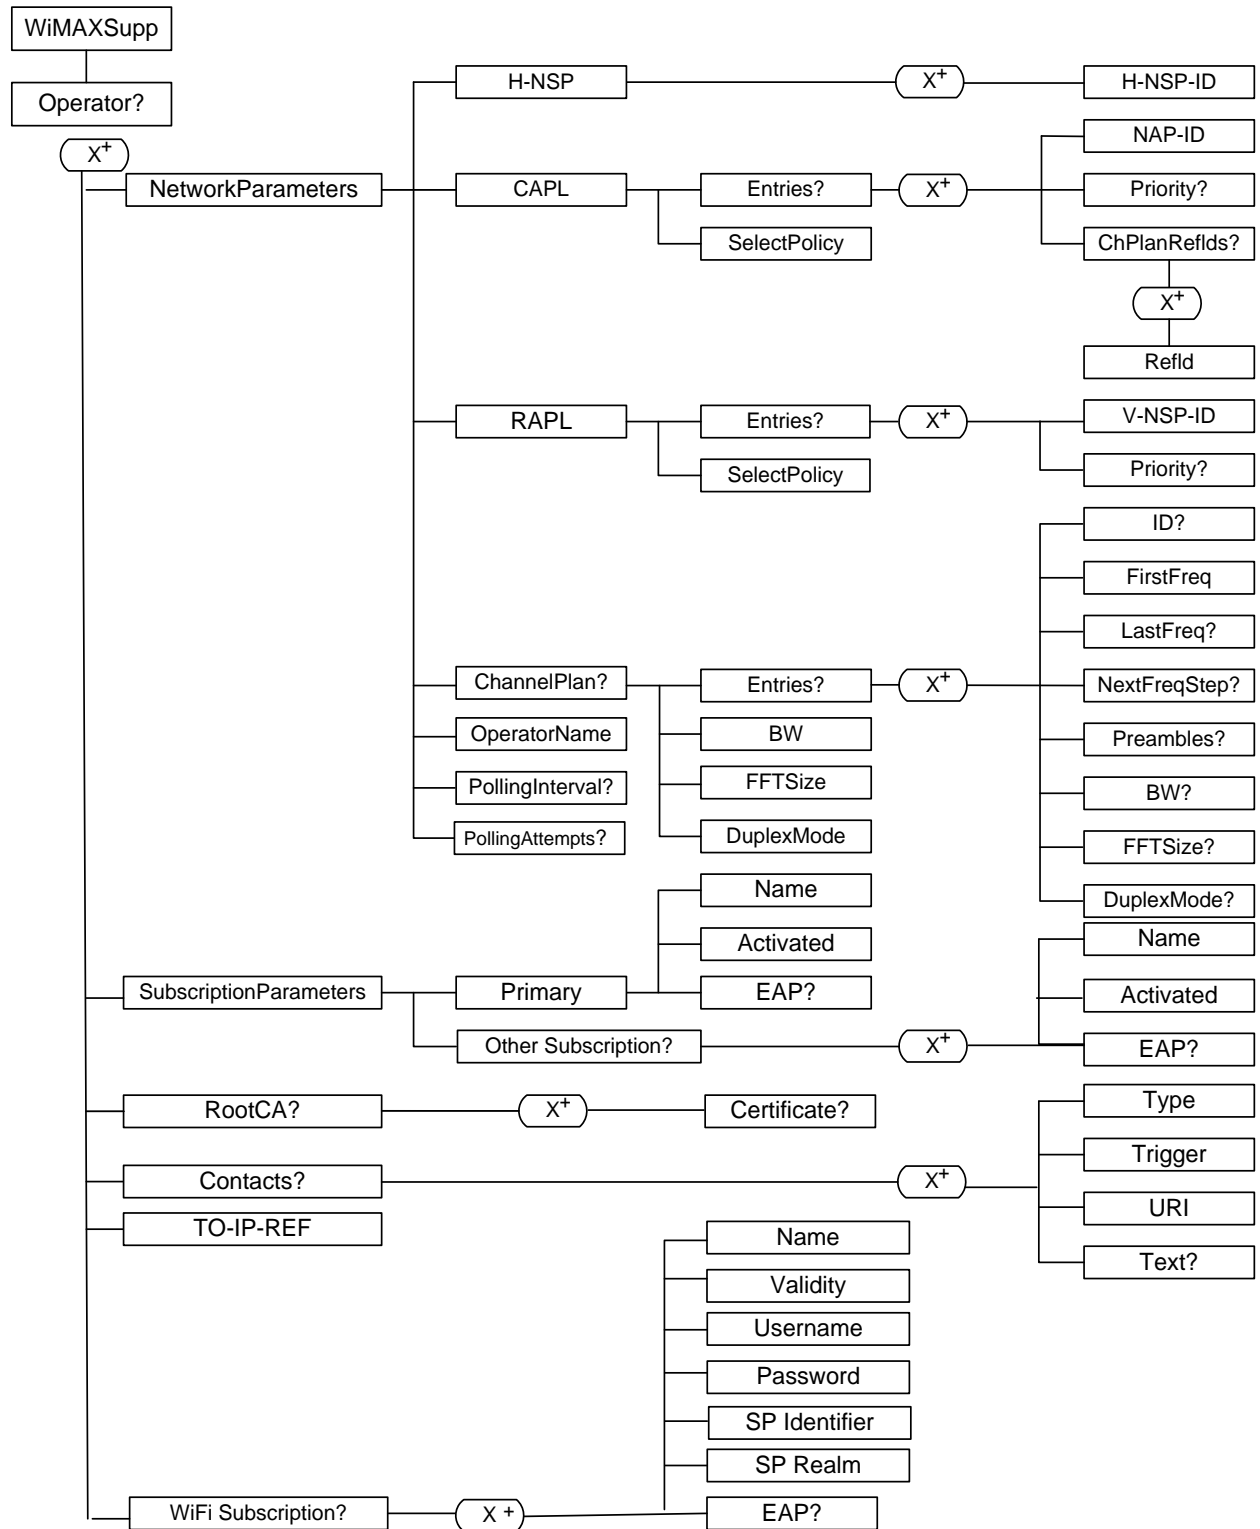 WiMAXSupp
Operator?
X+
H-NSP
X+
H-NSP-ID
NetworkParameters
CAPL
Entries?
X+
NAP-ID
Priority?
ChPlanRefIds?
X+
RefId
SelectPolicy
RAPL
Entries?
X+
V-NSP-ID
Priority?
SelectPolicy
ChannelPlan?
Entries?
X+
ID?
FirstFreq
LastFreq?
NextFreqStep?
Preambles?
BW?
FFTSize?
DuplexMode?
BW
FFTSize
DuplexMode
OperatorName
PollingInterval?
PollingAttempts?
SubscriptionParameters
Primary
Name
Activated
EAP?
Other Subscription?
X+
Name
Activated
EAP?
RootCA?
X+
Certificate?
Contacts?
X+
Type
Trigger
URI
Text?
TO-IP-REF
WiFi Subscription?
X +
Name
Validity
Username
Password
SP Identifier
SP Realm
EAP?